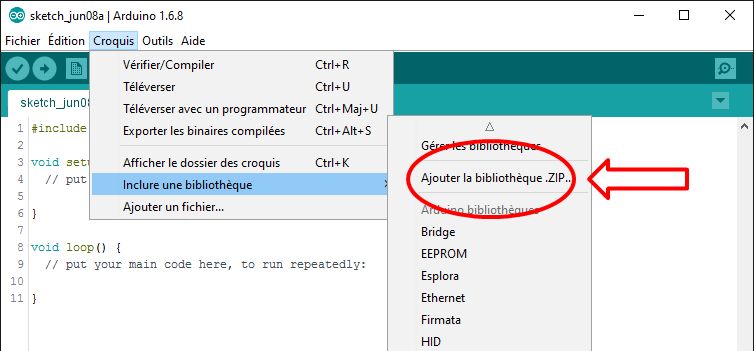 sketch_jun08a | Arduino 1.6.8
Fichier Édition Croquis Outils Aide
Vérifier/Compiler Ctrl+R
Téléverser Ctrl+U
Téléverser avec un programmateur Ctrl+Maj+U
Exporter les binaires compilées Ctrl+Alt+S
Afficher le dossier des croquis Ctrl+K
Inclure une bibliothèque
Ajouter un fichier...
Gérer les bibliothèques
Ajouter la bibliothèque .ZIP...
Arduino bibliothèques
Bridge
EEPROM
Esplora
Ethernet
Firmata
HID
sketch_jun08
1 #include
2
3 void setu
4 // put
5
6 }
7
8 void loop() {
9 // put your main code here, to run repeatedly:
10
11 }